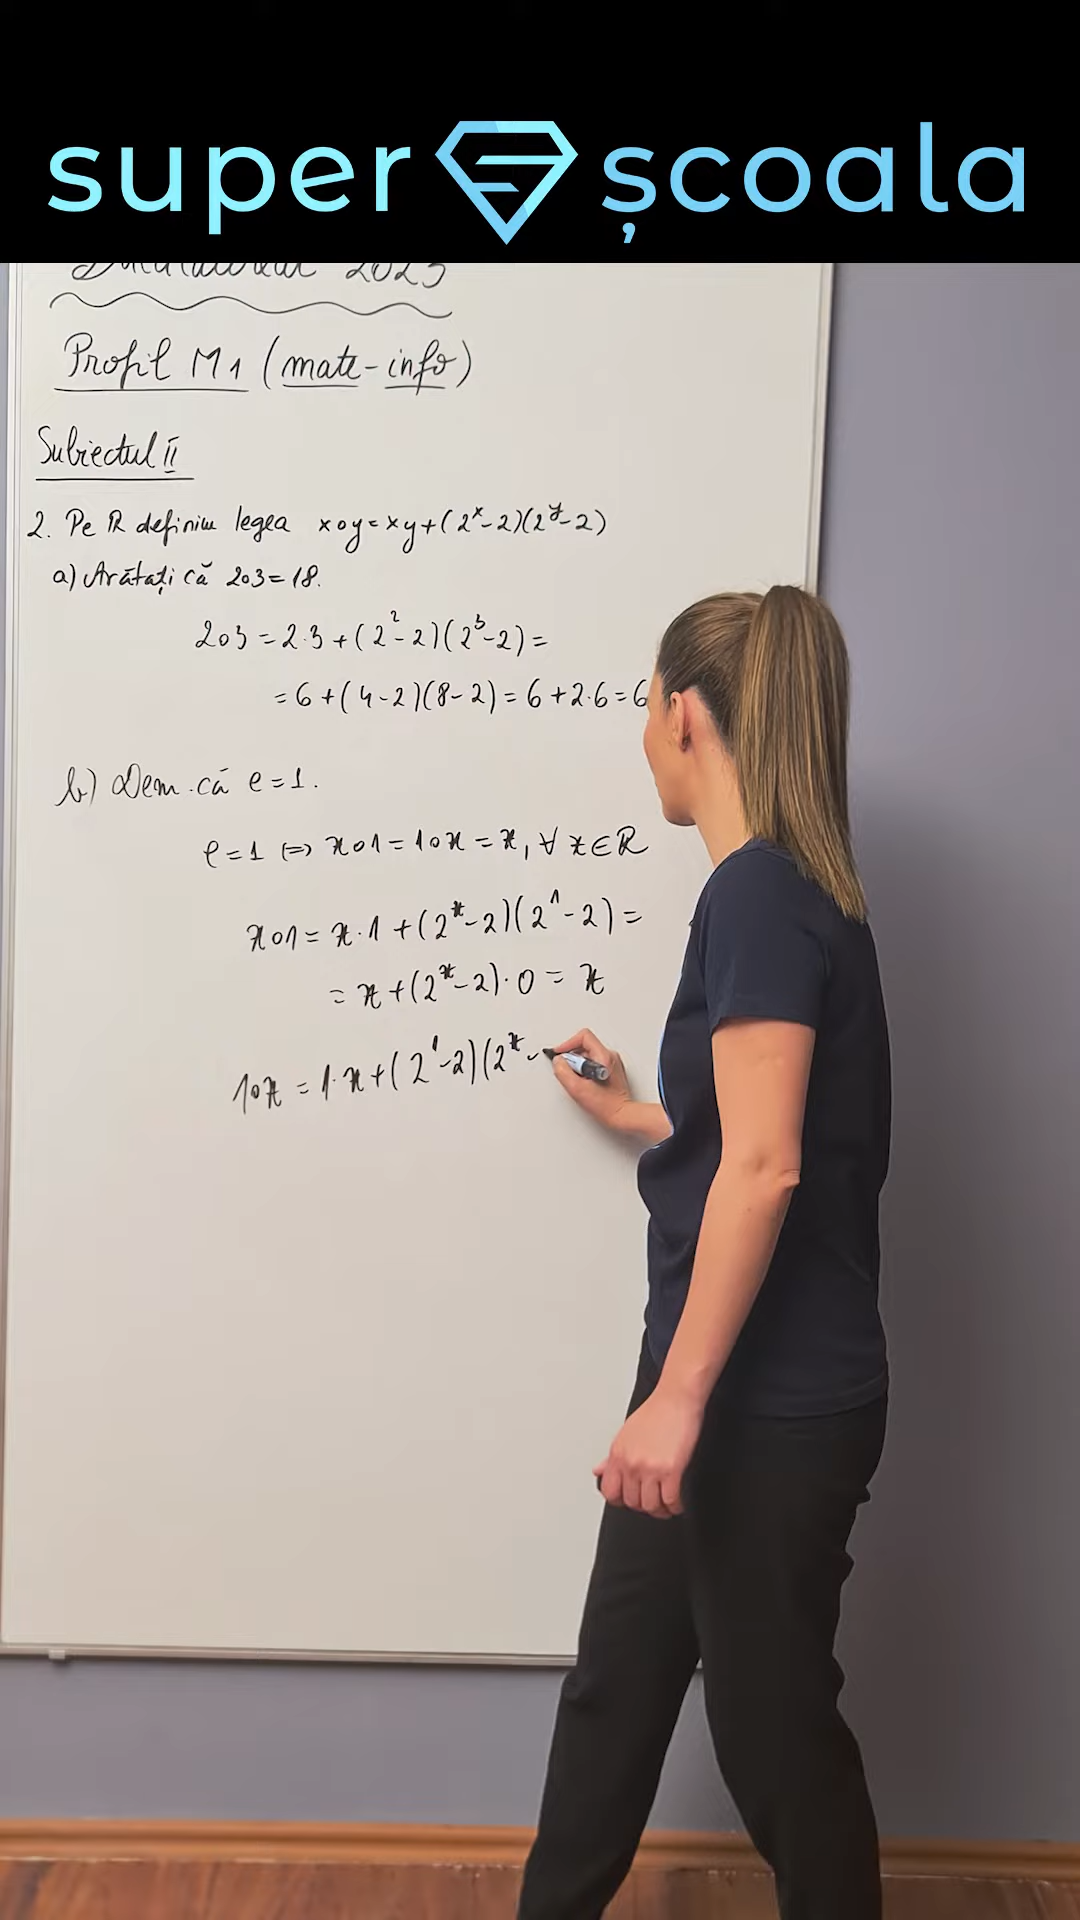 super școala
Bacalaureat 2023
Profil M1 (mate-info)
Subiectul II
2. Pe ℝ definim legea x∘y=xy+(2^x-2)(2^y-2)
a) Arătați că 2∘3=18.
2∘3=2·3+(2^2-2)(2^3-2)=
=6+(4-2)(8-2)=6+2·6=6
b) Dem. că e=1.
e=1 ⇔ x∘1=1∘x=x, ∀ x∈ℝ
x∘1=x·1+(2^x-2)(2^1-2)=
=x+(2^x-2)·0=x
1∘x=1·x+(2^1-2)(2^x-